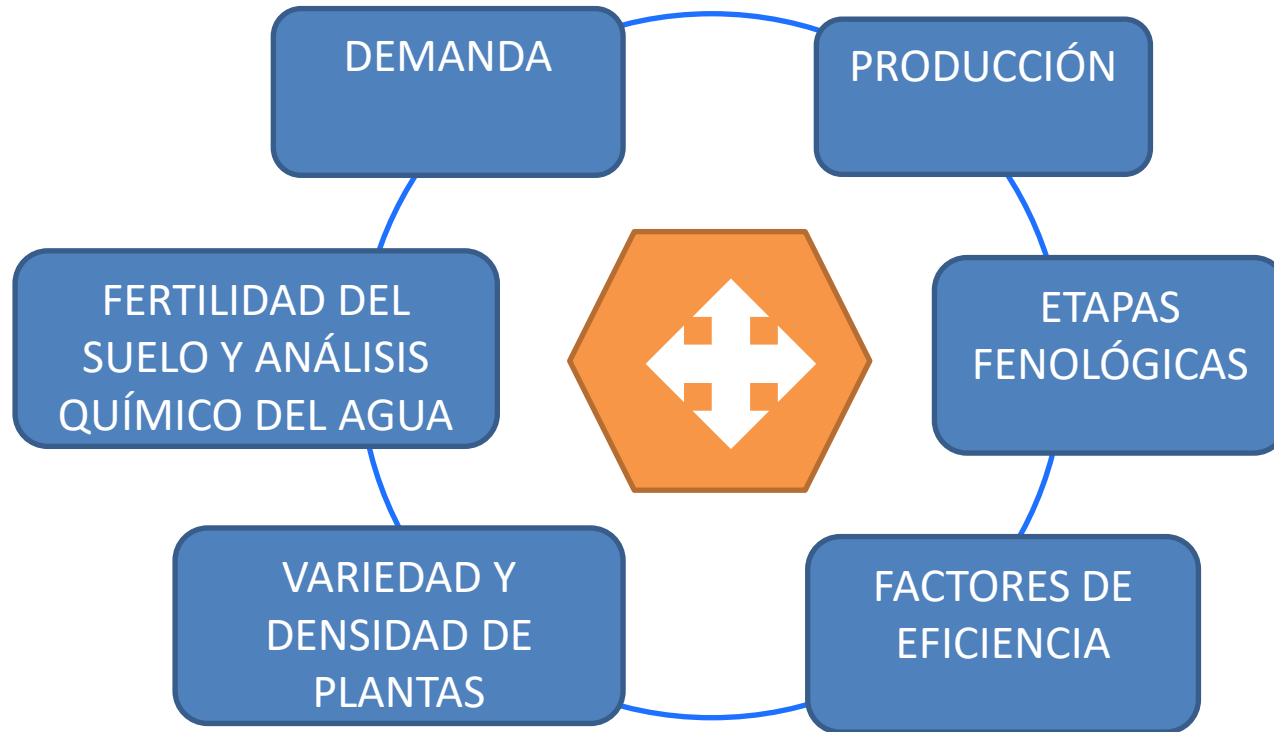 DEMANDA
PRODUCCIÓN
FERTILIDAD DEL
SUELO Y ANÁLISIS
QUÍMICO DEL AGUA
ETAPAS
FENOLÓGICAS
VARIEDAD Y
DENSIDAD DE
PLANTAS
FACTORES DE
EFICIENCIA